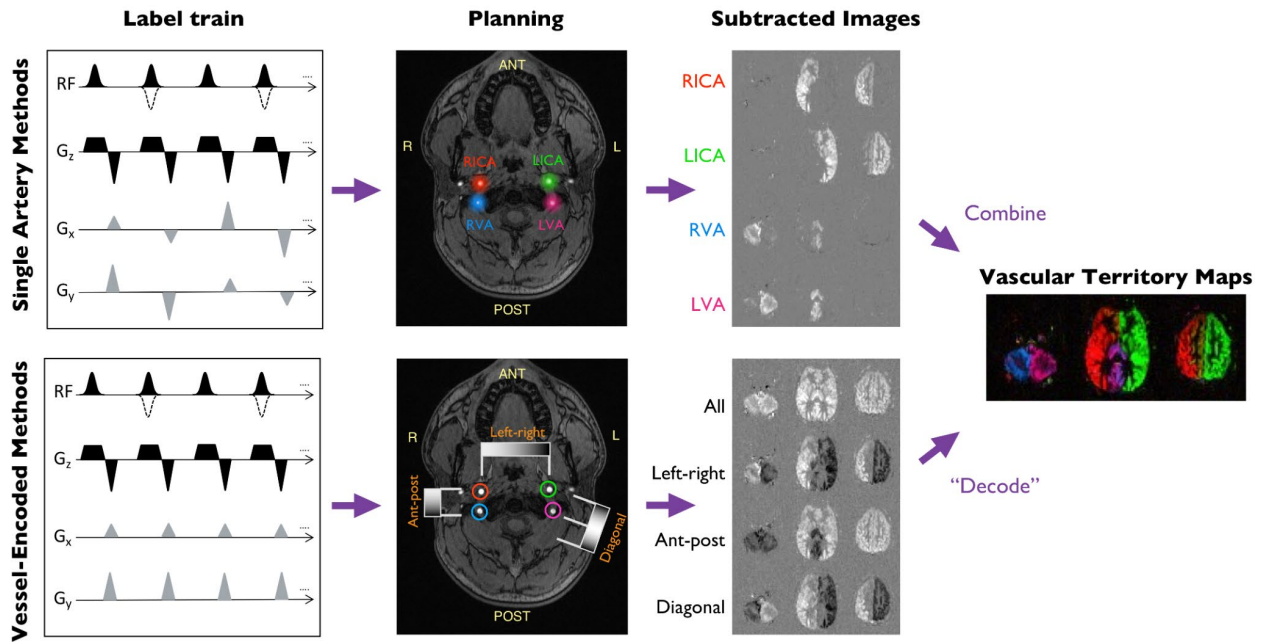 Label train
Planning
Subtracted Images
Single Artery Methods
RF
....
Gz
....
Gx
....
Gy
....
ANT
R
L
RICA
LICA
RVA
LVA
POST
RICA
LICA
RVA
LVA
Combine
Vascular Territory Maps
Vessel-Encoded Methods
RF
....
Gz
....
Gx
....
Gy
....
ANT
R
L
Left-right
Ant-post
Diagonal
POST
All
Left-right
Ant-post
Diagonal
“Decode”